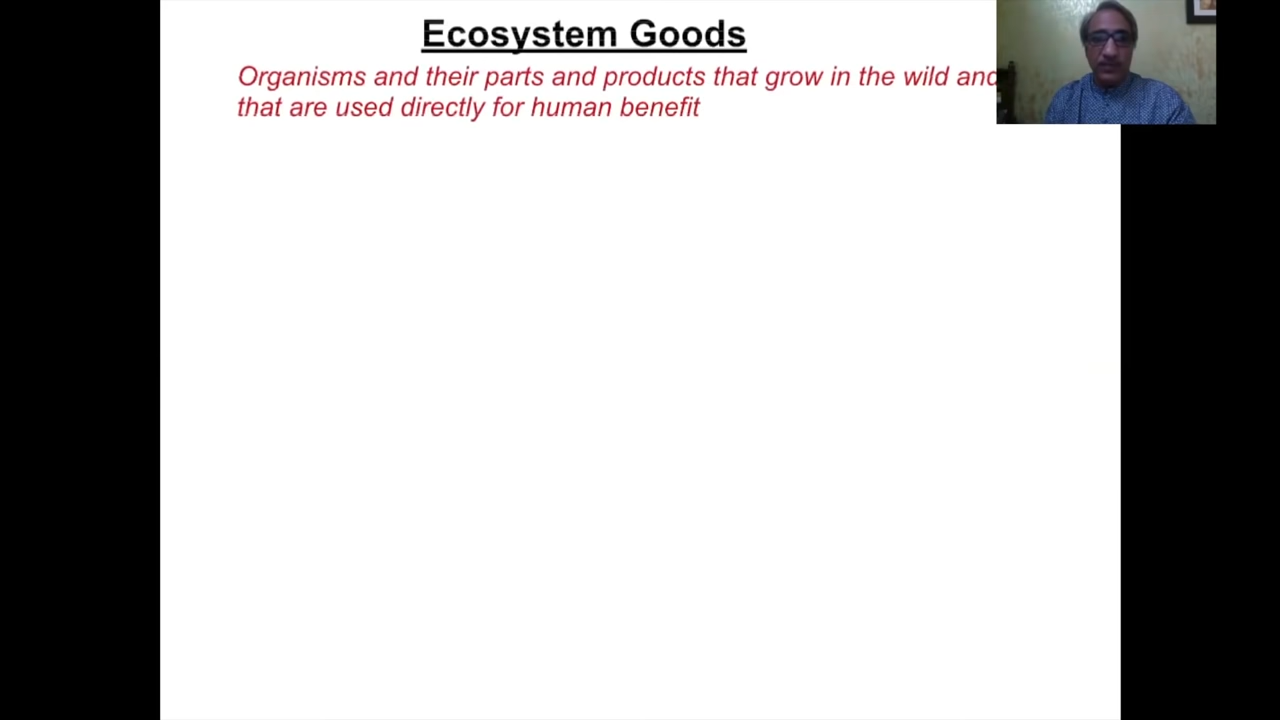 Ecosystem Goods
Organisms and their parts and products that grow in the wild and
that are used directly for human benefit